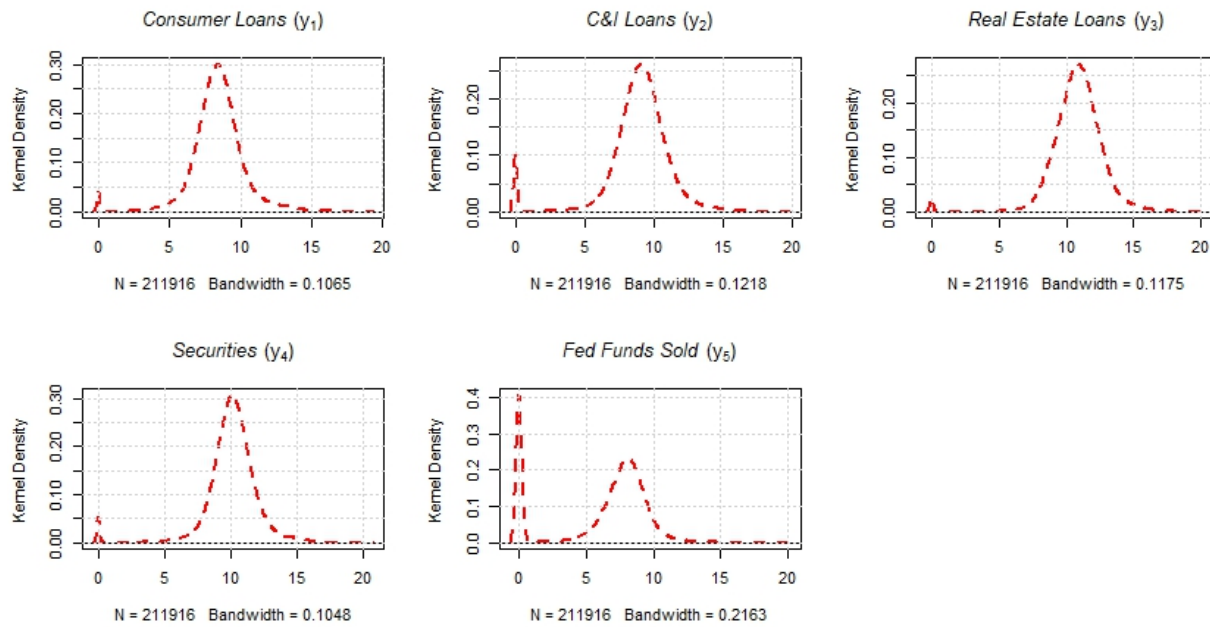 Consumer Loans (y₁)
Kernel Density
0.00 0.10 0.20 0.30
0 5 10 15 20
N = 211916 Bandwidth = 0.1065
C&I Loans (y₂)
Kernel Density
0.00 0.10 0.20
0 5 10 15 20
N = 211916 Bandwidth = 0.1218
Real Estate Loans (y₃)
Kernel Density
0.00 0.10 0.20
0 5 10 15 20
N = 211916 Bandwidth = 0.1175
Securities (y₄)
Kernel Density
0.00 0.10 0.20 0.30
0 5 10 15 20
N = 211916 Bandwidth = 0.1048
Fed Funds Sold (y₅)
Kernel Density
0.0 0.1 0.2 0.3 0.4
0 5 10 15 20
N = 211916 Bandwidth = 0.2163